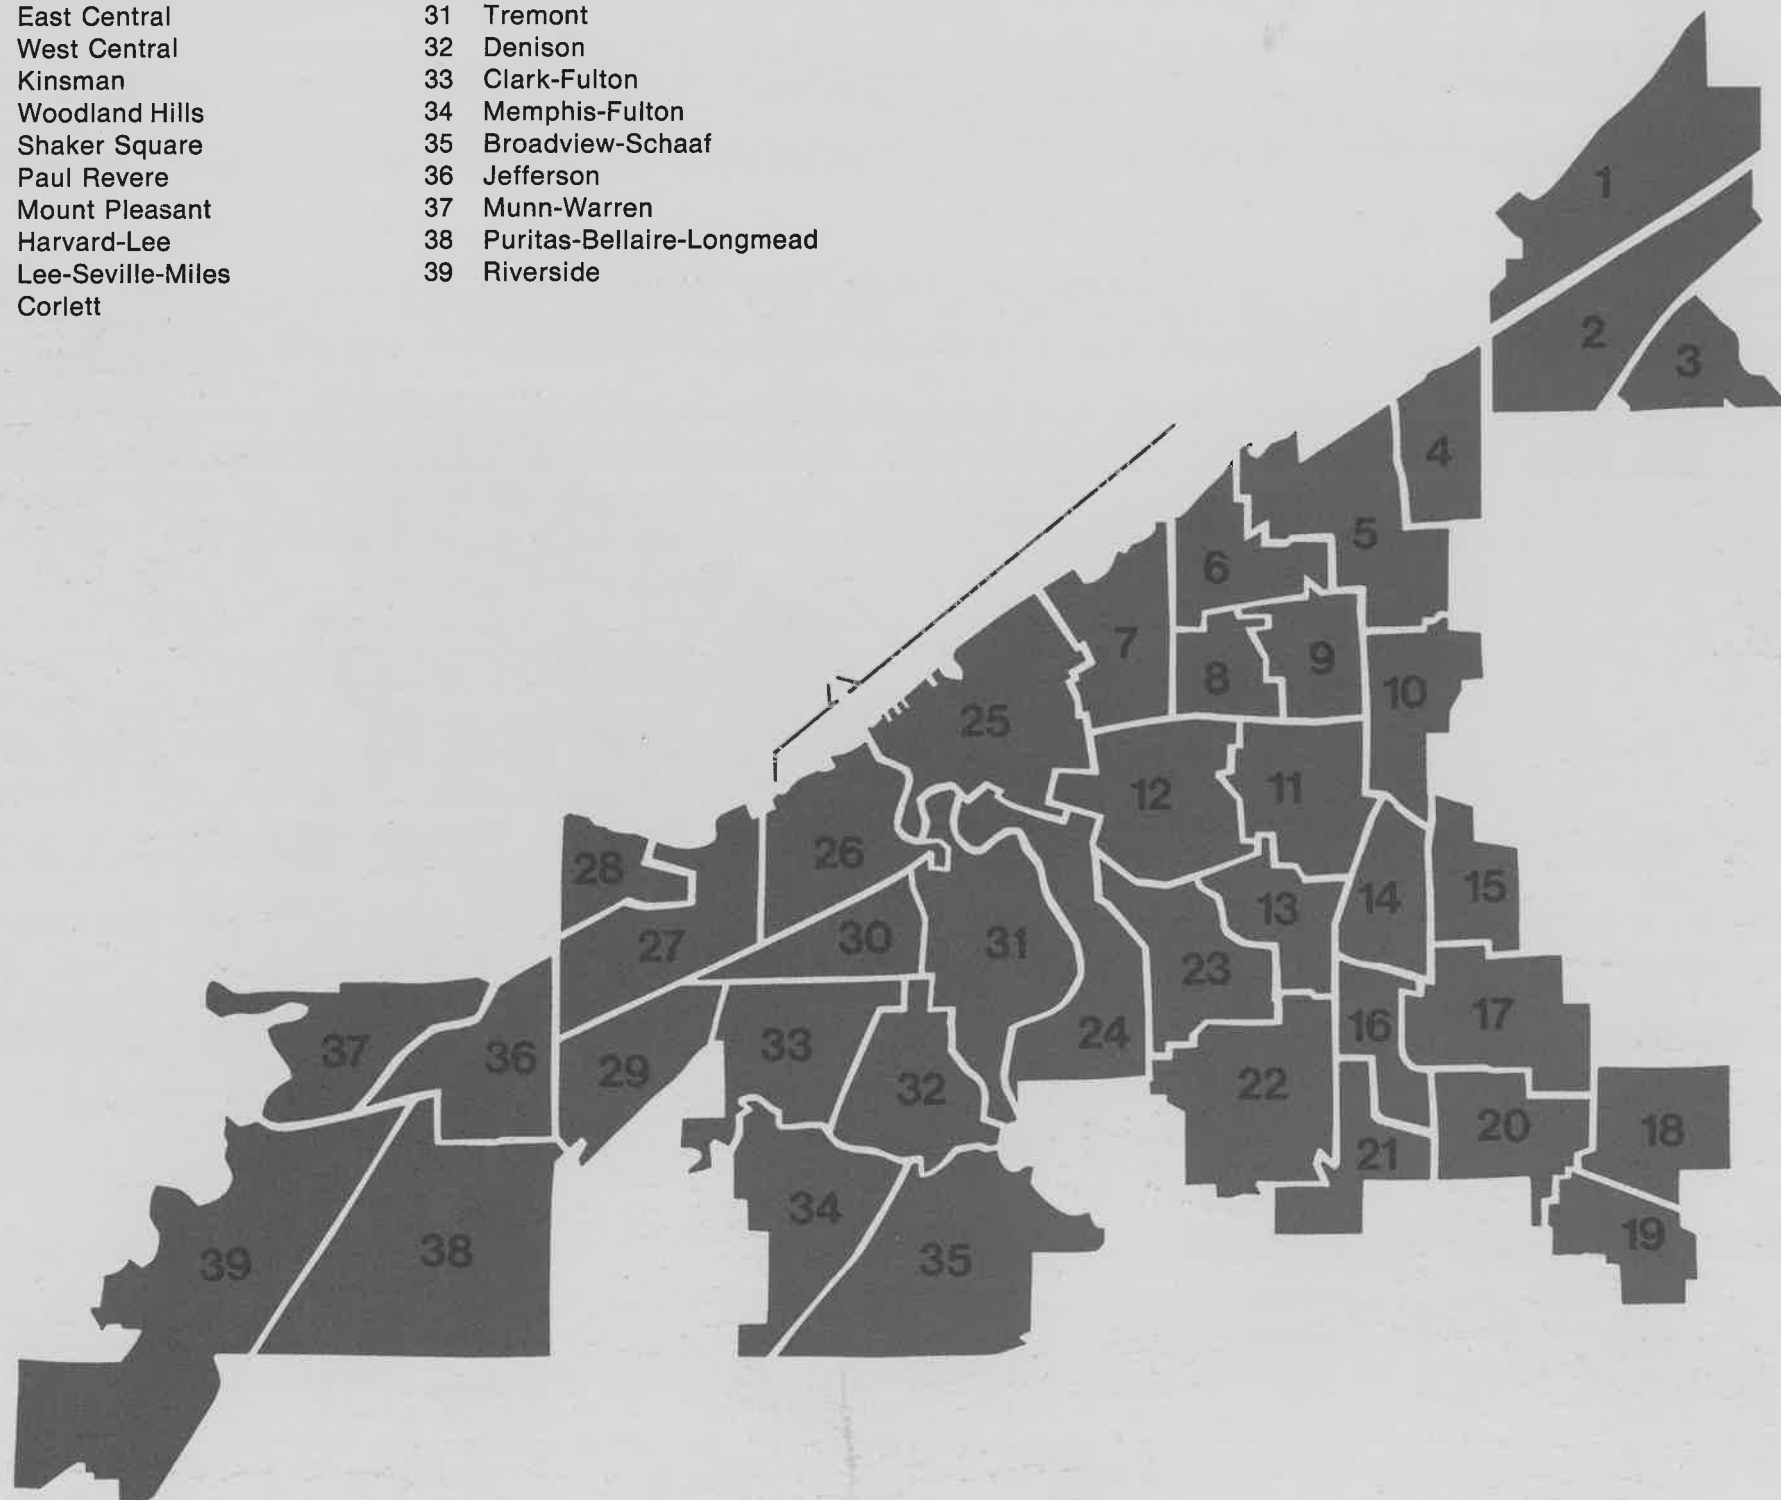 East Central
West Central
Kinsman
Woodland Hills
Shaker Square
Paul Revere
Mount Pleasant
Harvard-Lee
Lee-Seville-Miles
Corlett
31 Tremont
32 Denison
33 Clark-Fulton
34 Memphis-Fulton
35 Broadview-Schaaf
36 Jefferson
37 Munn-Warren
38 Puritas-Bellaire-Longmead
39 Riverside
1
2
3
4
5
6
7
8
9
10
25
12
11
26
28
27
30
31
13
14
15
23
24
16
17
37
36
29
33
32
22
21
20
18
19
39
38
34
35